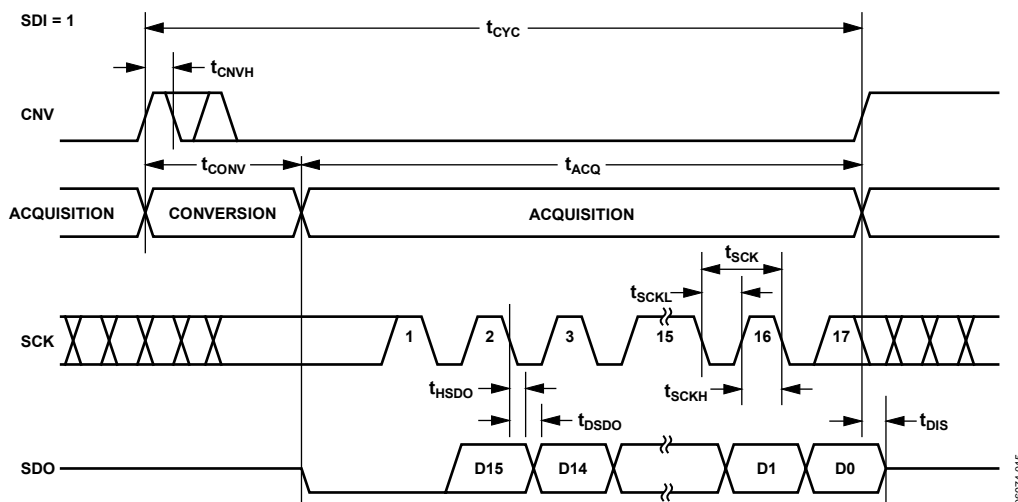 SDI = 1
tCYC
tCNVH
CNV
tCONV
tACQ
ACQUISITION
CONVERSION
ACQUISITION
tSCK
tSCKL
SCK
1
2
3
15
16
17
tHSDO
tSCKH
tDSDO
tDIS
SDO
D15
D14
D1
D0